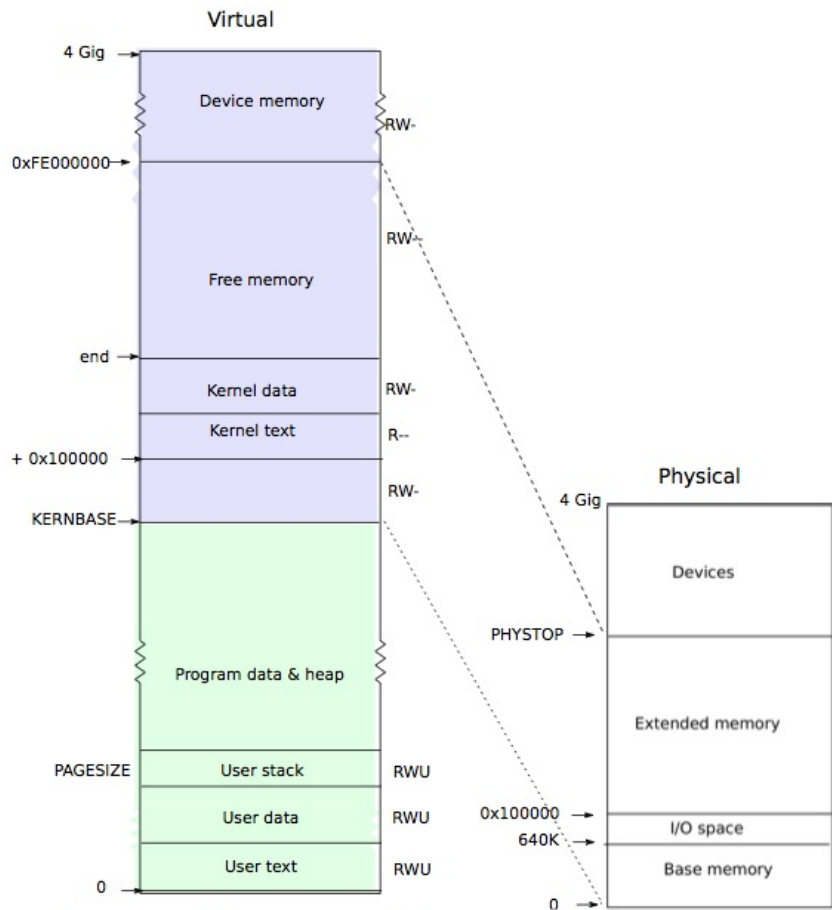 Virtual
4 Gig
Device memory
RW-
0xFE000000
RW--
Free memory
end
Kernel data
RW-
Kernel text
R--
+ 0x100000
RW-
KERNBASE
Program data & heap
PAGESIZE
User stack
RWU
User data
RWU
User text
RWU
0
Physical
4 Gig
Devices
PHYSTOP
Extended memory
0x100000
I/O space
640K
Base memory
0